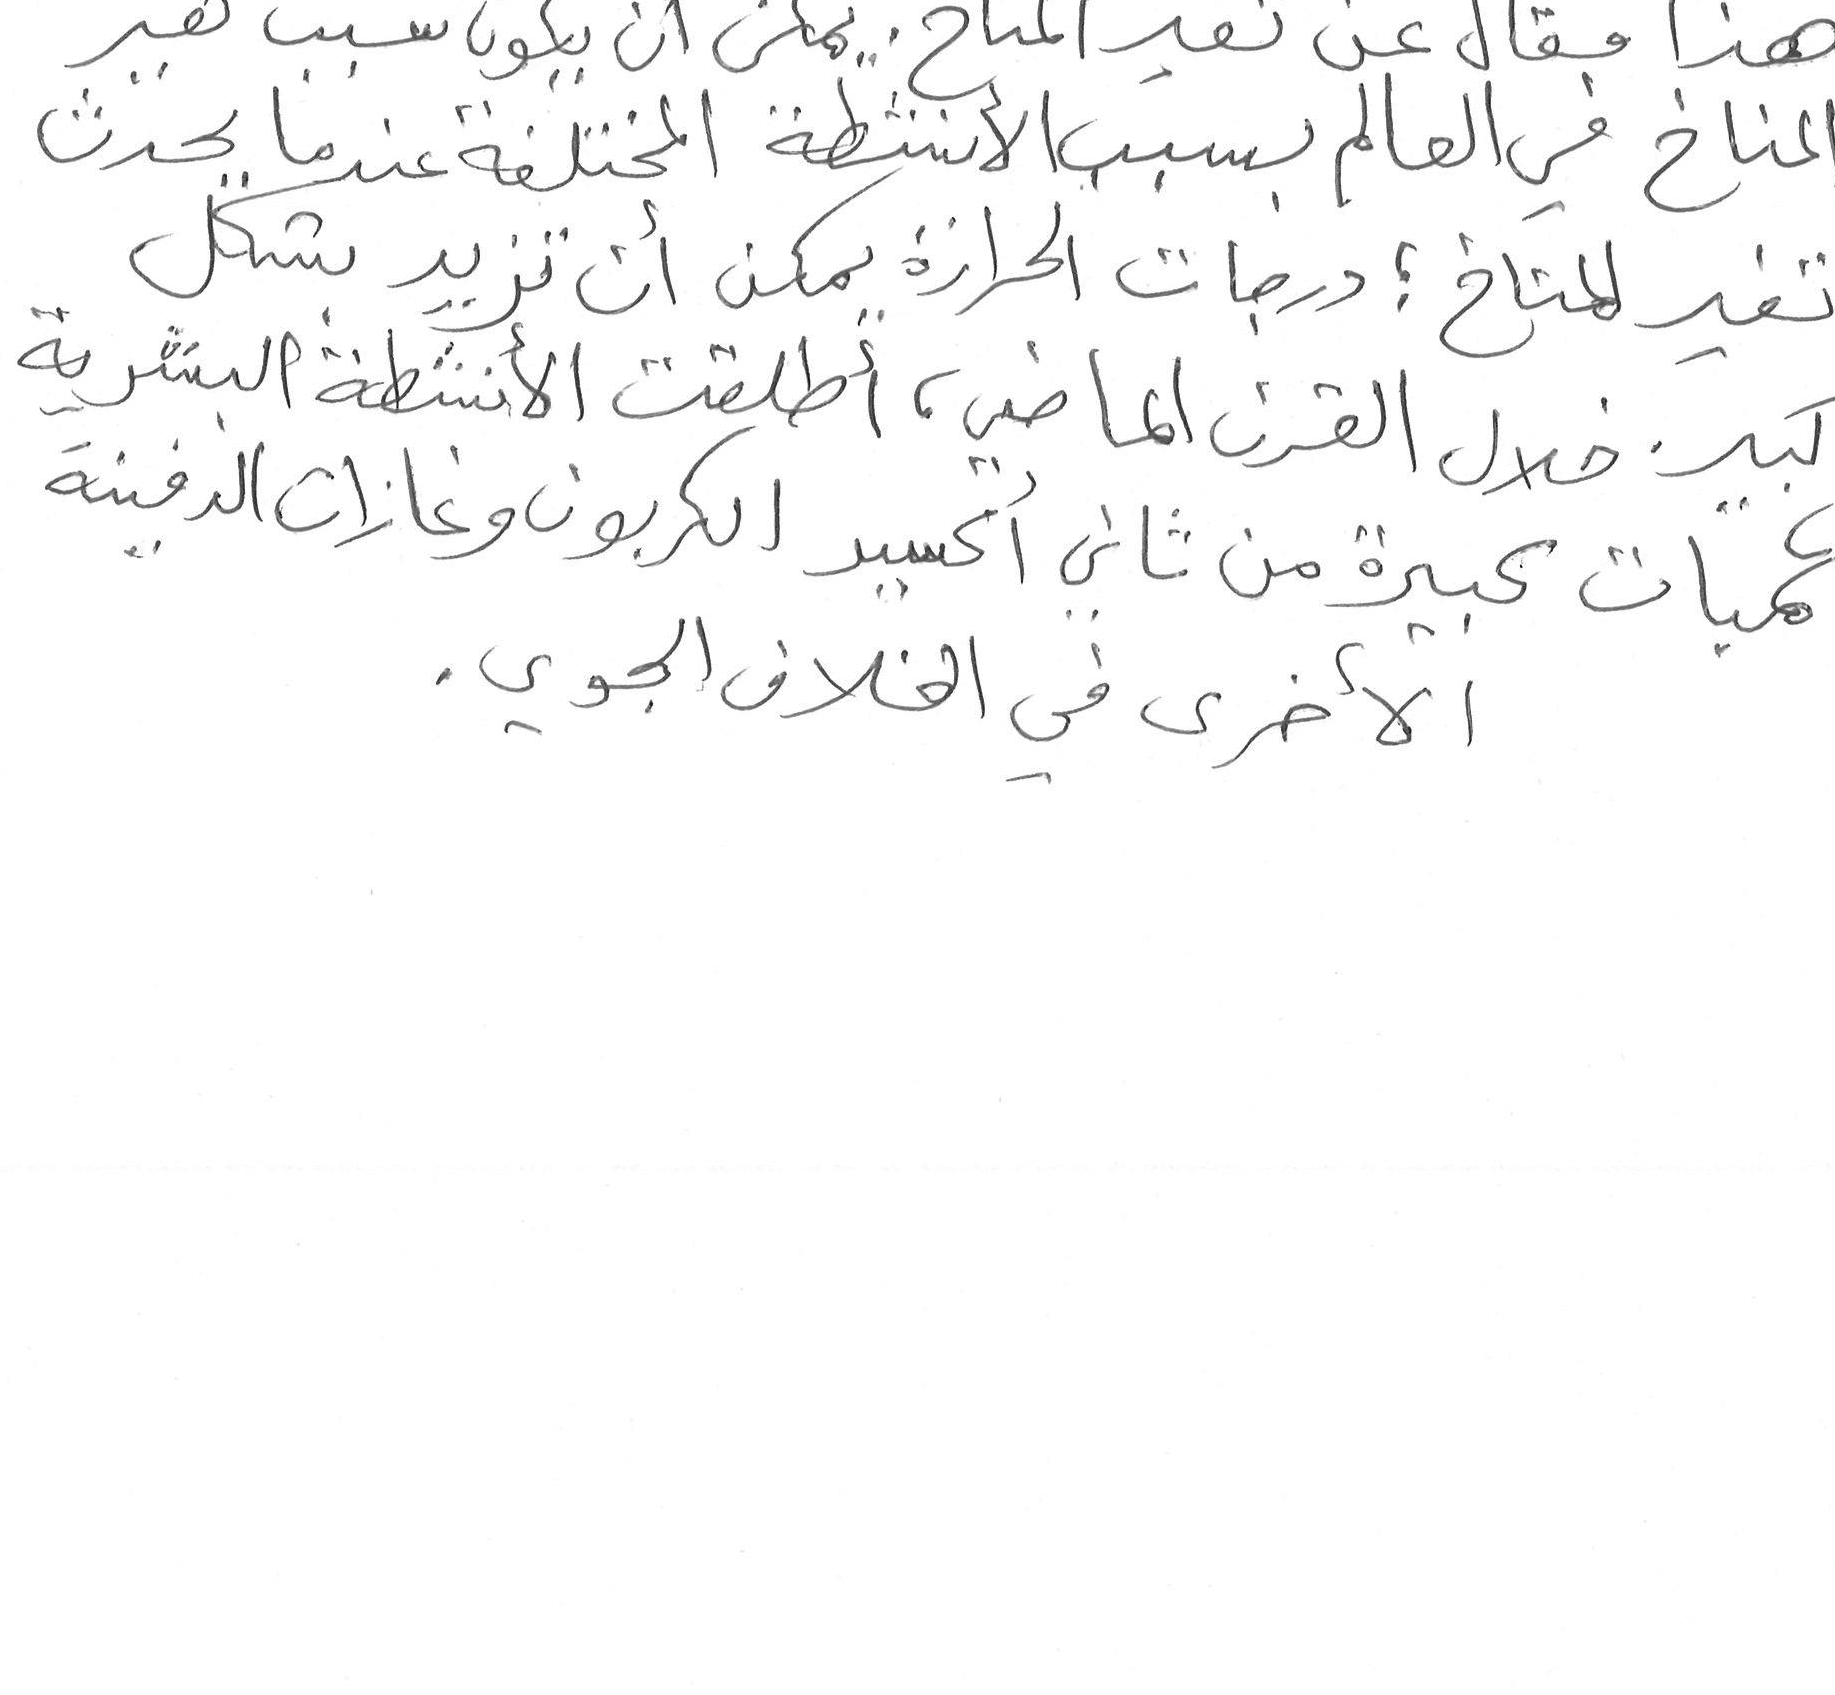 هذا مقال عن تغير المناخ. يمكن أن يكون سبب تغير
المناخ في العالم بسبب الأنشطة المختلفة عندما يحدث
تغير المناخ؛ درجات الحرارة يمكن أن تزيد بشكل
كبير. خلال القرن الماضي، أطلقت الأنشطة البشرية
كميات كبيرة من ثاني أكسيد الكربون وغازات الدفينة
الأخرى في الغلاف الجوي.